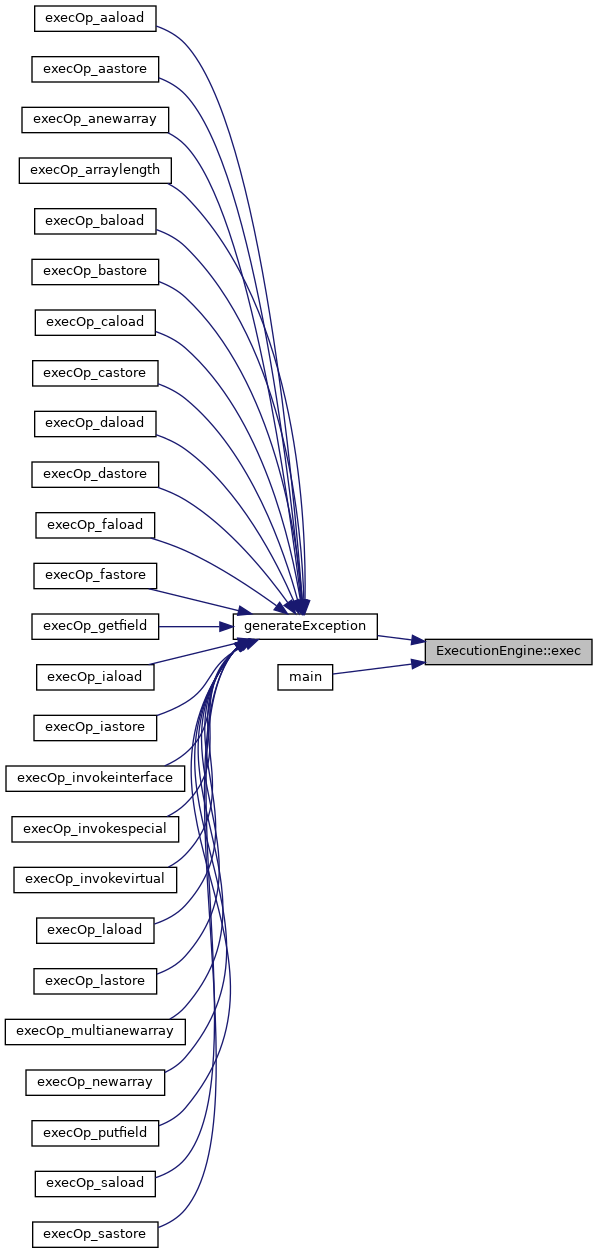 execOp_aaload
execOp_aastore
execOp_anewarray
execOp_arraylength
execOp_baload
execOp_bastore
execOp_caload
execOp_castore
execOp_daload
execOp_dastore
execOp_faload
execOp_fastore
execOp_getfield
generateException
ExecutionEngine::exec
execOp_iaload
main
execOp_iastore
execOp_invokeinterface
execOp_invokespecial
execOp_invokevirtual
execOp_laload
execOp_lastore
execOp_multianewarray
execOp_newarray
execOp_putfield
execOp_saload
execOp_sastore